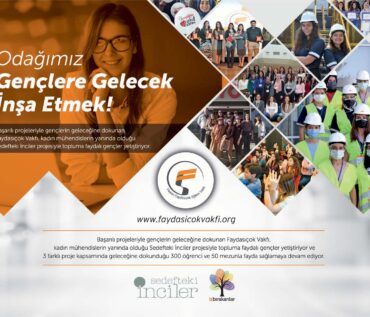 Odağımız
Gençlere Gelecek
İnşa Etmek!
Başarılı projeleriyle gençlerin geleceğine dokunan
Faydasıçok Vakfı, kadın mühendislerin yanında olduğu
Sedefteki İnciler projesiyle topluma faydalı gençler yetiştiriyor.
www.faydasicokvakfi.org
Başarılı projeleriyle gençlerin geleceğine dokunan Faydasıçok Vakfı,
kadın mühendislerin yanında olduğu Sedefteki İnciler projesiyle topluma faydalı gençler yetiştiriyor ve
3 farklı proje kapsamında geleceğine dokunduğu 300 öğrenci ve 50 mezunla fayda sağlamaya devam ediyor.
sedefteki
inciler
izbırakanlar